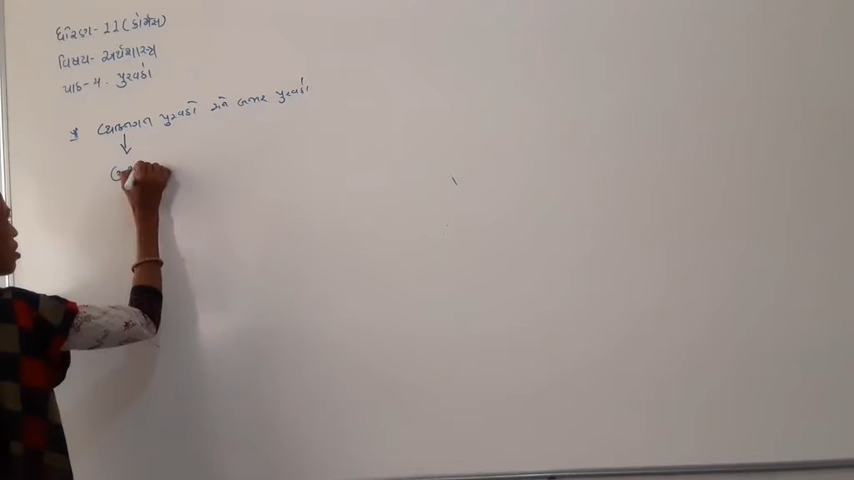 ધોરણ-11 (કોમર્સ)
વિષય- અર્થશાસ્ત્ર
પાઠ-૫. પુરવઠો
* વ્યક્તિગત પુરવઠો અને બજાર પુરવઠો